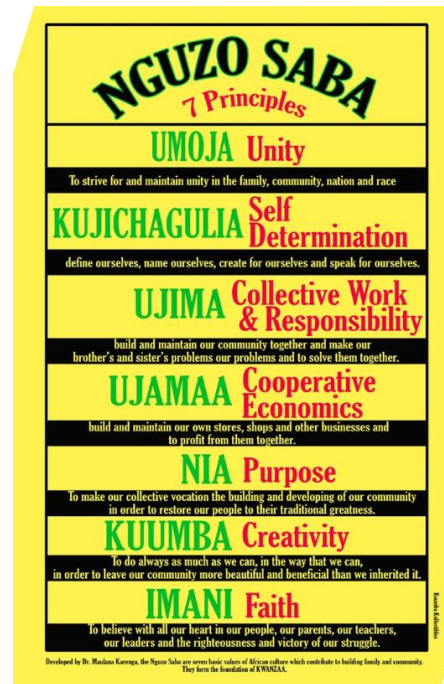 NGUZO SABA
7 Principles
UMOJA Unity
To strive for and maintain unity in the family, community, nation and race
KUJICHAGULIA Self
Determination
define ourselves, name ourselves, create for ourselves and speak for ourselves.
UJIMA Collective Work
& Responsibility
build and maintain our community together and make our
brother's and sister's problems our problems and to solve them together.
UJAMAA Cooperative
Economics
build and maintain our own stores, shops and other businesses and
to profit from them together.
NIA Purpose
To make our collective vocation the building and developing of our community
in order to restore our people to their traditional greatness.
KUUMBA Creativity
To do always as much as we can, in the way that we can,
in order to leave our community more beautiful and beneficial than we inherited it.
IMANI Faith
To believe with all our heart in our people, our parents, our teachers,
our leaders and the righteousness and victory of our struggle.
Developed by Dr. Maulana Karenga, the Nguzo Saba are seven basic values of African culture which contribute to building family and community.
They form the foundation of KWANZAA.